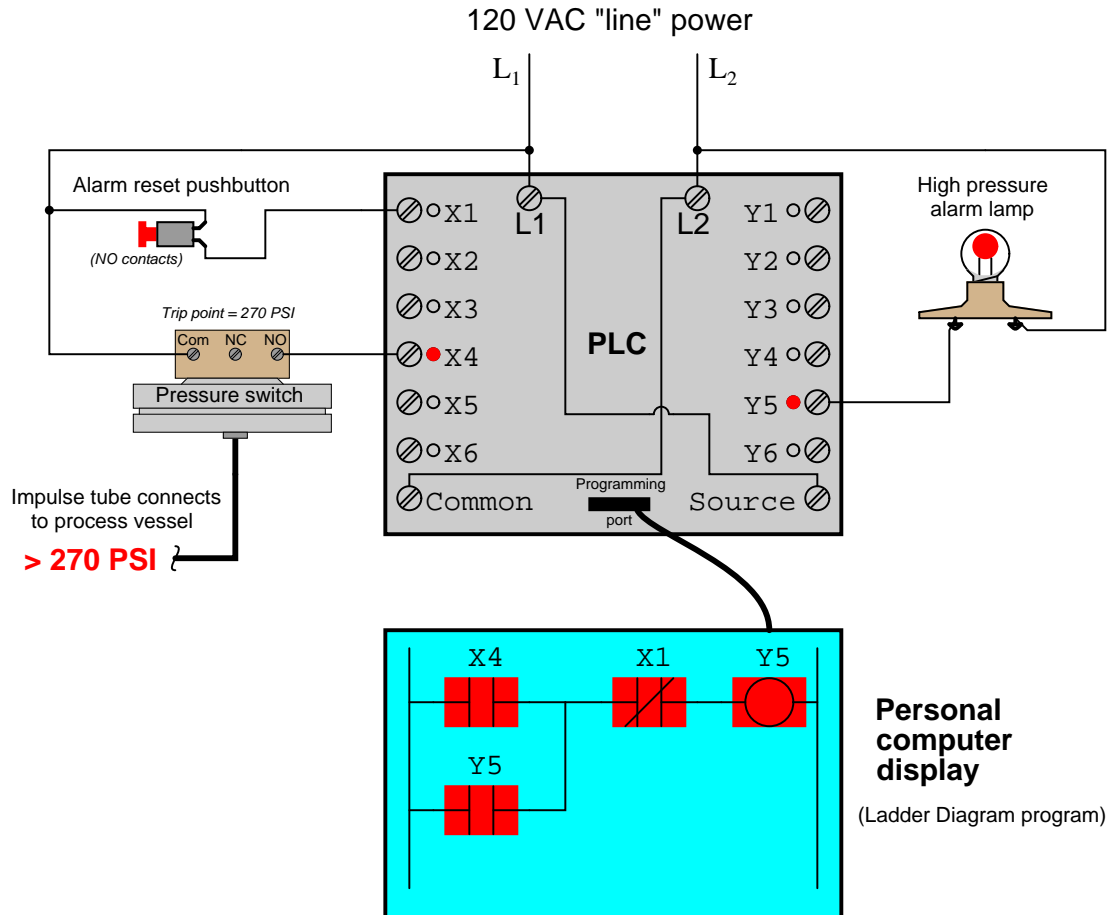 120 VAC "line" power
L1
L2
Alarm reset pushbutton
(NO contacts)
Trip point = 270 PSI
Com NC NO
Pressure switch
Impulse tube connects
to process vessel
> 270 PSI
L1
L2
X1
X2
X3
X4
X5
X6
Common
PLC
Programming
port
Y1
Y2
Y3
Y4
Y5
Y6
Source
High pressure
alarm lamp
X4
X1
Y5
Y5
Personal
computer
display
(Ladder Diagram program)